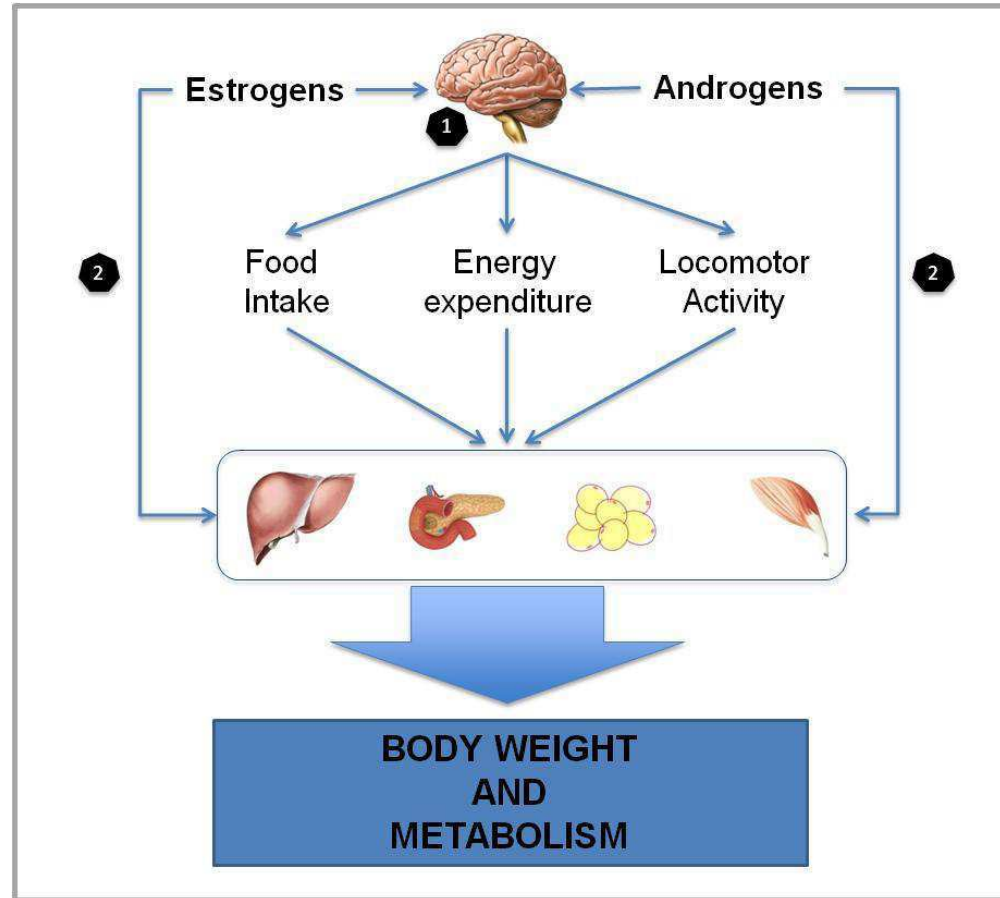 Estrogens
Androgens
1
Food
Intake
Energy
expenditure
Locomotor
Activity
2
2
BODY WEIGHT
AND
METABOLISM